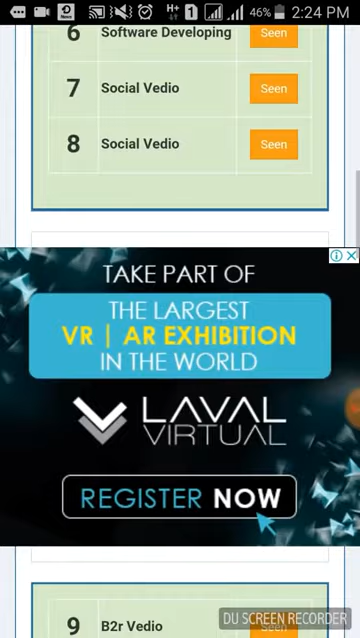 46% 2:24 PM
6 Software Developing Seen
7 Social Vedio Seen
8 Social Vedio Seen
TAKE PART OF
THE LARGEST
VR | AR EXHIBITION
IN THE WORLD
LAVAL
VIRTUAL
REGISTER NOW
DU SCREEN RECORDER
9 B2r Vedio Seen